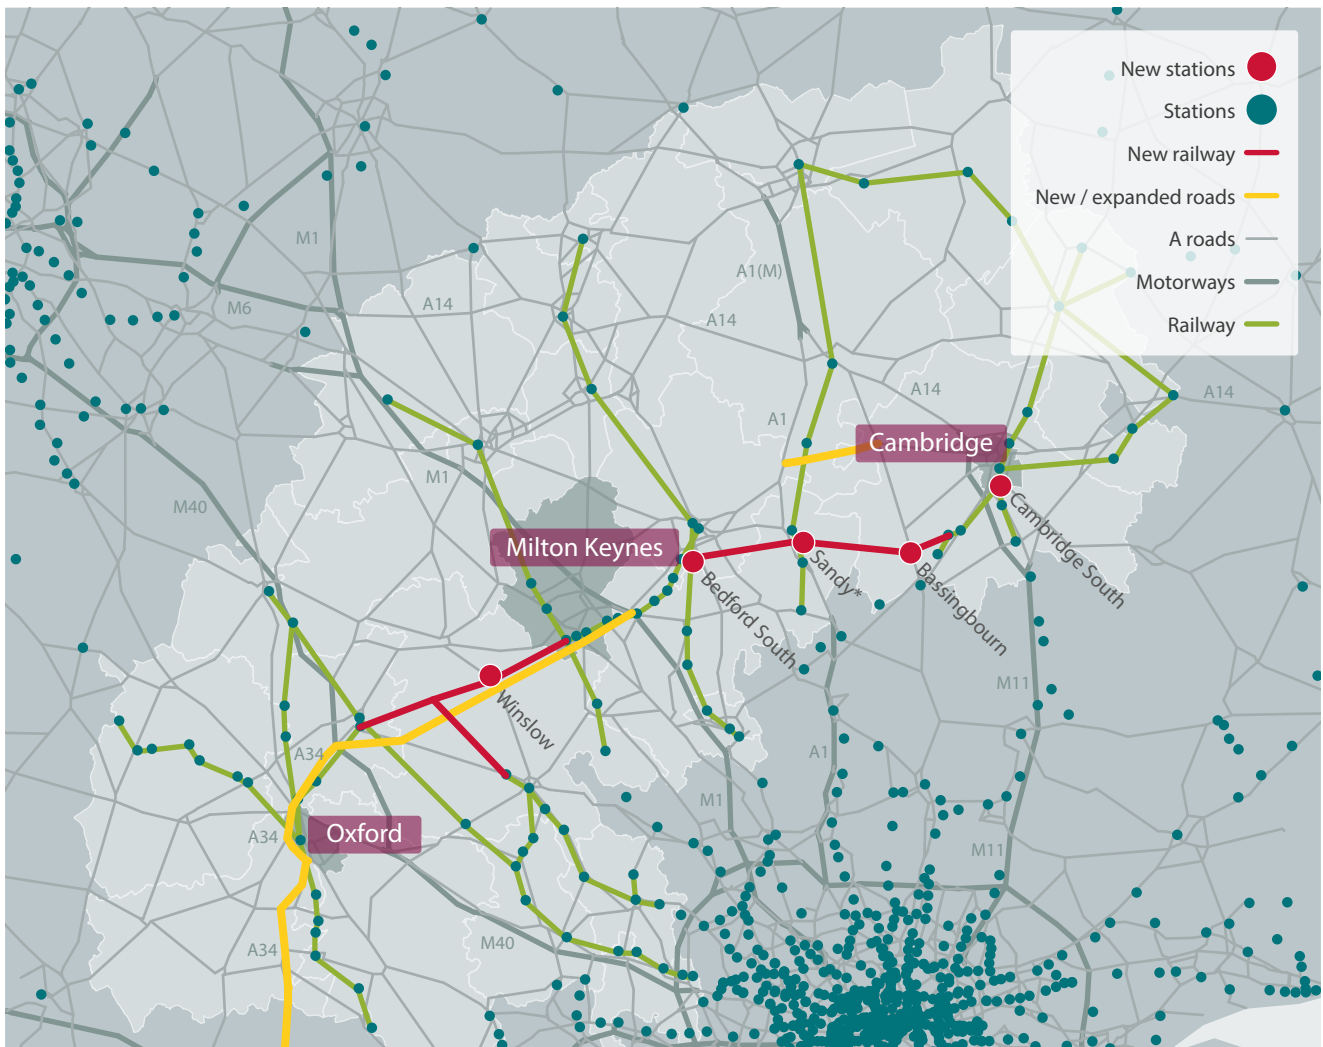 New stations
Stations
New railway
New / expanded roads
A roads
Motorways
Railway
M1
A1(M)
A14
M6
A14
A14
A14
A1
Cambridge
M1
M40
Cambridge South
Milton Keynes
Sandy*
Bassingbourn
Bedford South
M11
Winslow
A34
A1
M1
Oxford
A34
M11
M40
A34